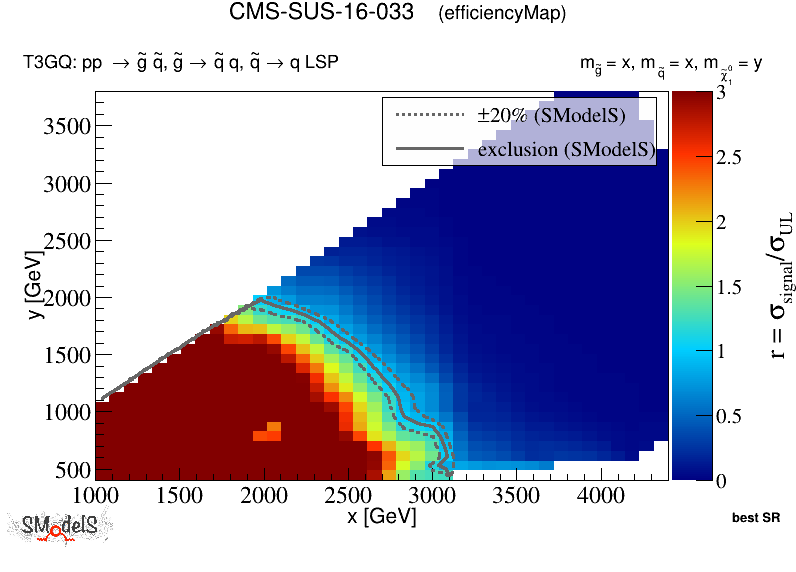 CMS-SUS-16-033 (efficiencyMap)
T3GQ: pp → g̃ q̃, g̃ → q̃ q, q̃ → q LSP
m_g̃ = x, m_q̃ = x, m_χ̃₁⁰ = y
±20% (SModelS)
exclusion (SModelS)
y [GeV]
3500
3000
2500
2000
1500
1000
500
1000 1500 2000 2500 3000 3500 4000
x [GeV]
3
2.5
2
1.5
1
0.5
0
r = σ_signal/σ_UL
best SR
SModelS